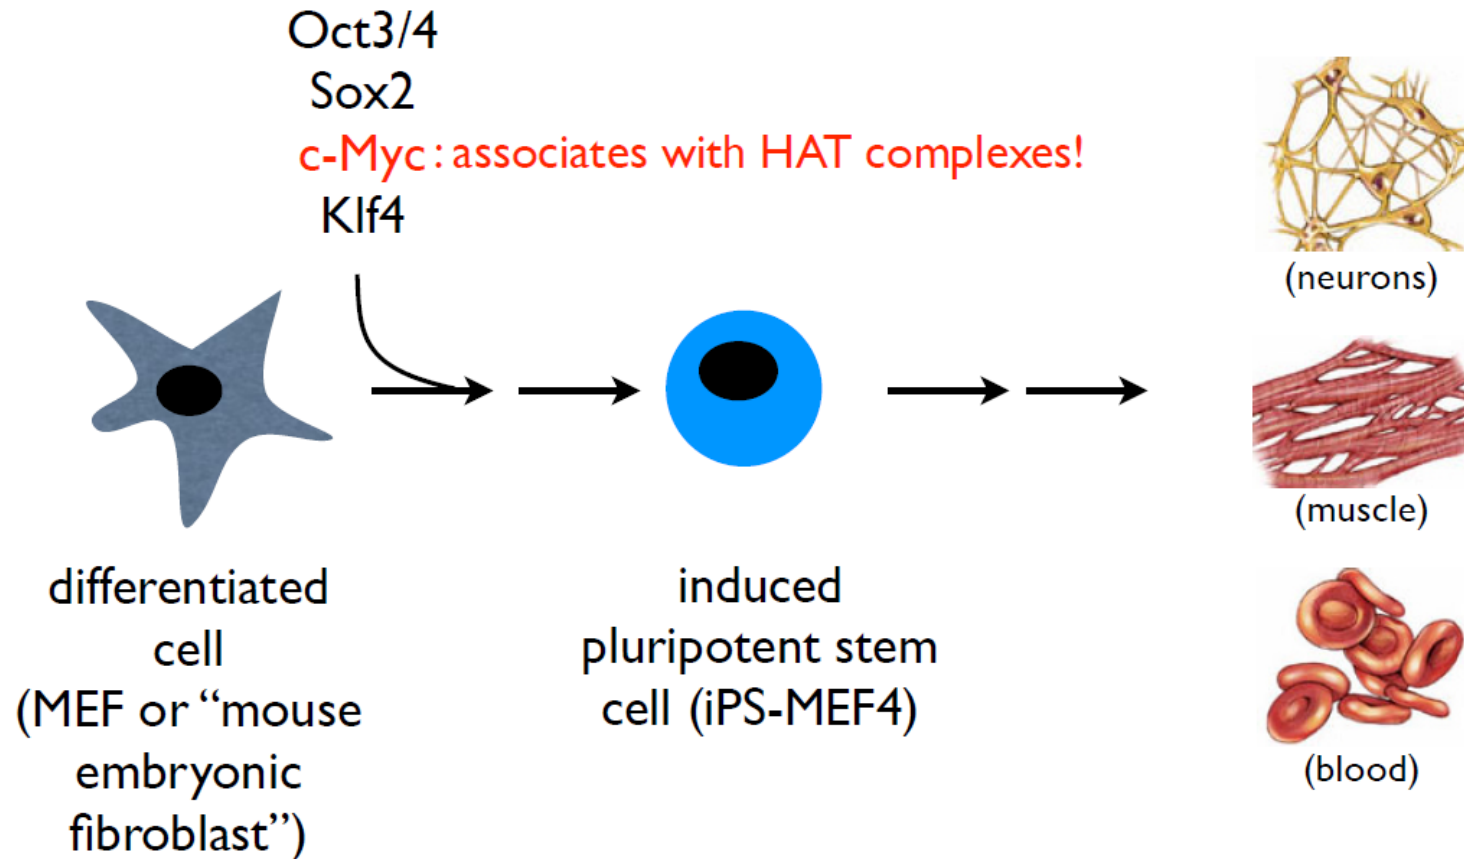 Oct3/4
Sox2
c-Myc: associates with HAT complexes!
Klf4
(neurons)
(muscle)
(blood)
differentiated
cell
(MEF or “mouse
embryonic
fibroblast”)
induced
pluripotent stem
cell (iPS-MEF4)